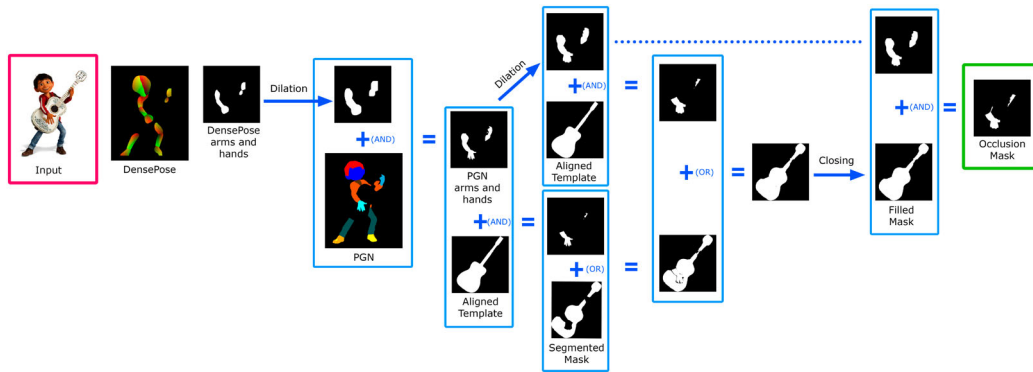 Input
DensePose
DensePose
arms and
hands
Dilation
+(AND)
PGN
=
PGN
arms and
hands
+(AND)
Aligned
Template
Dilation
=
+(AND)
Aligned
Template
=
+(OR)
Segmented
Mask
=
+(OR)
=
Closing
+(AND)
Filled
Mask
=
Occlusion
Mask